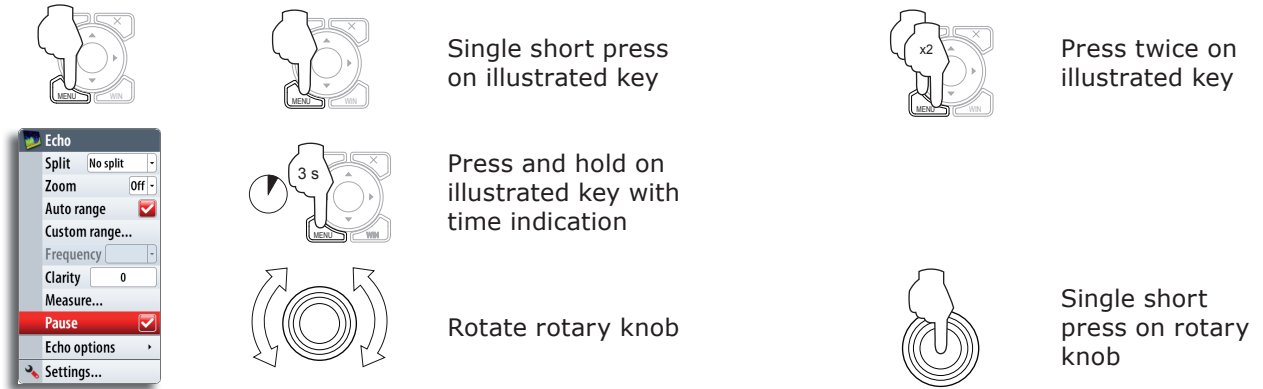 MENU
WIN
MENU
WIN
Single short press
on illustrated key
x2
MENU
WIN
Press twice on
illustrated key
Echo
Split No split
Zoom Off
Auto range
Custom range...
Frequency
Clarity 0
Measure...
Pause
Echo options
Settings...
3 s
MENU
WIN
Press and hold on
illustrated key with
time indication
Rotate rotary knob
Single short
press on rotary
knob